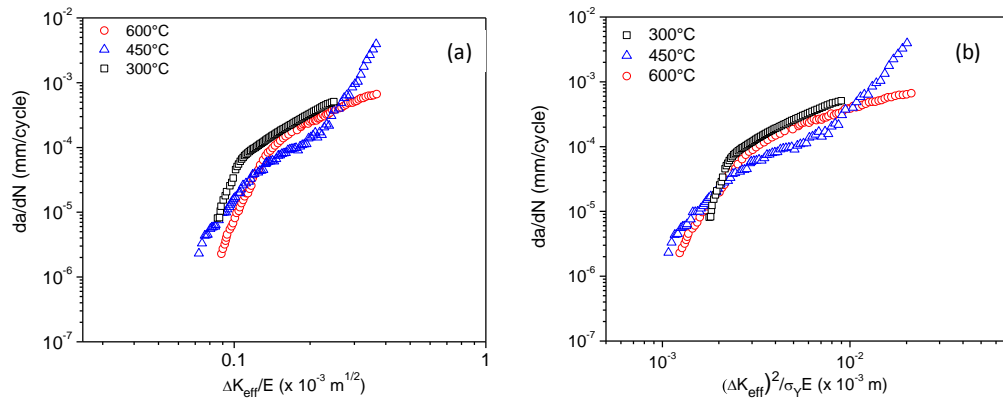 10⁻²
10⁻³
10⁻⁴
10⁻⁵
10⁻⁶
10⁻⁷
da/dN (mm/cycle)
600°C
450°C
300°C
(a)
0.1
1
ΔK_eff/E (x 10⁻³ m^1/2)
10⁻²
10⁻³
10⁻⁴
10⁻⁵
10⁻⁶
10⁻⁷
da/dN (mm/cycle)
300°C
450°C
600°C
(b)
10⁻³
10⁻²
(ΔK_eff)²/σ_Y E (x 10⁻³ m)